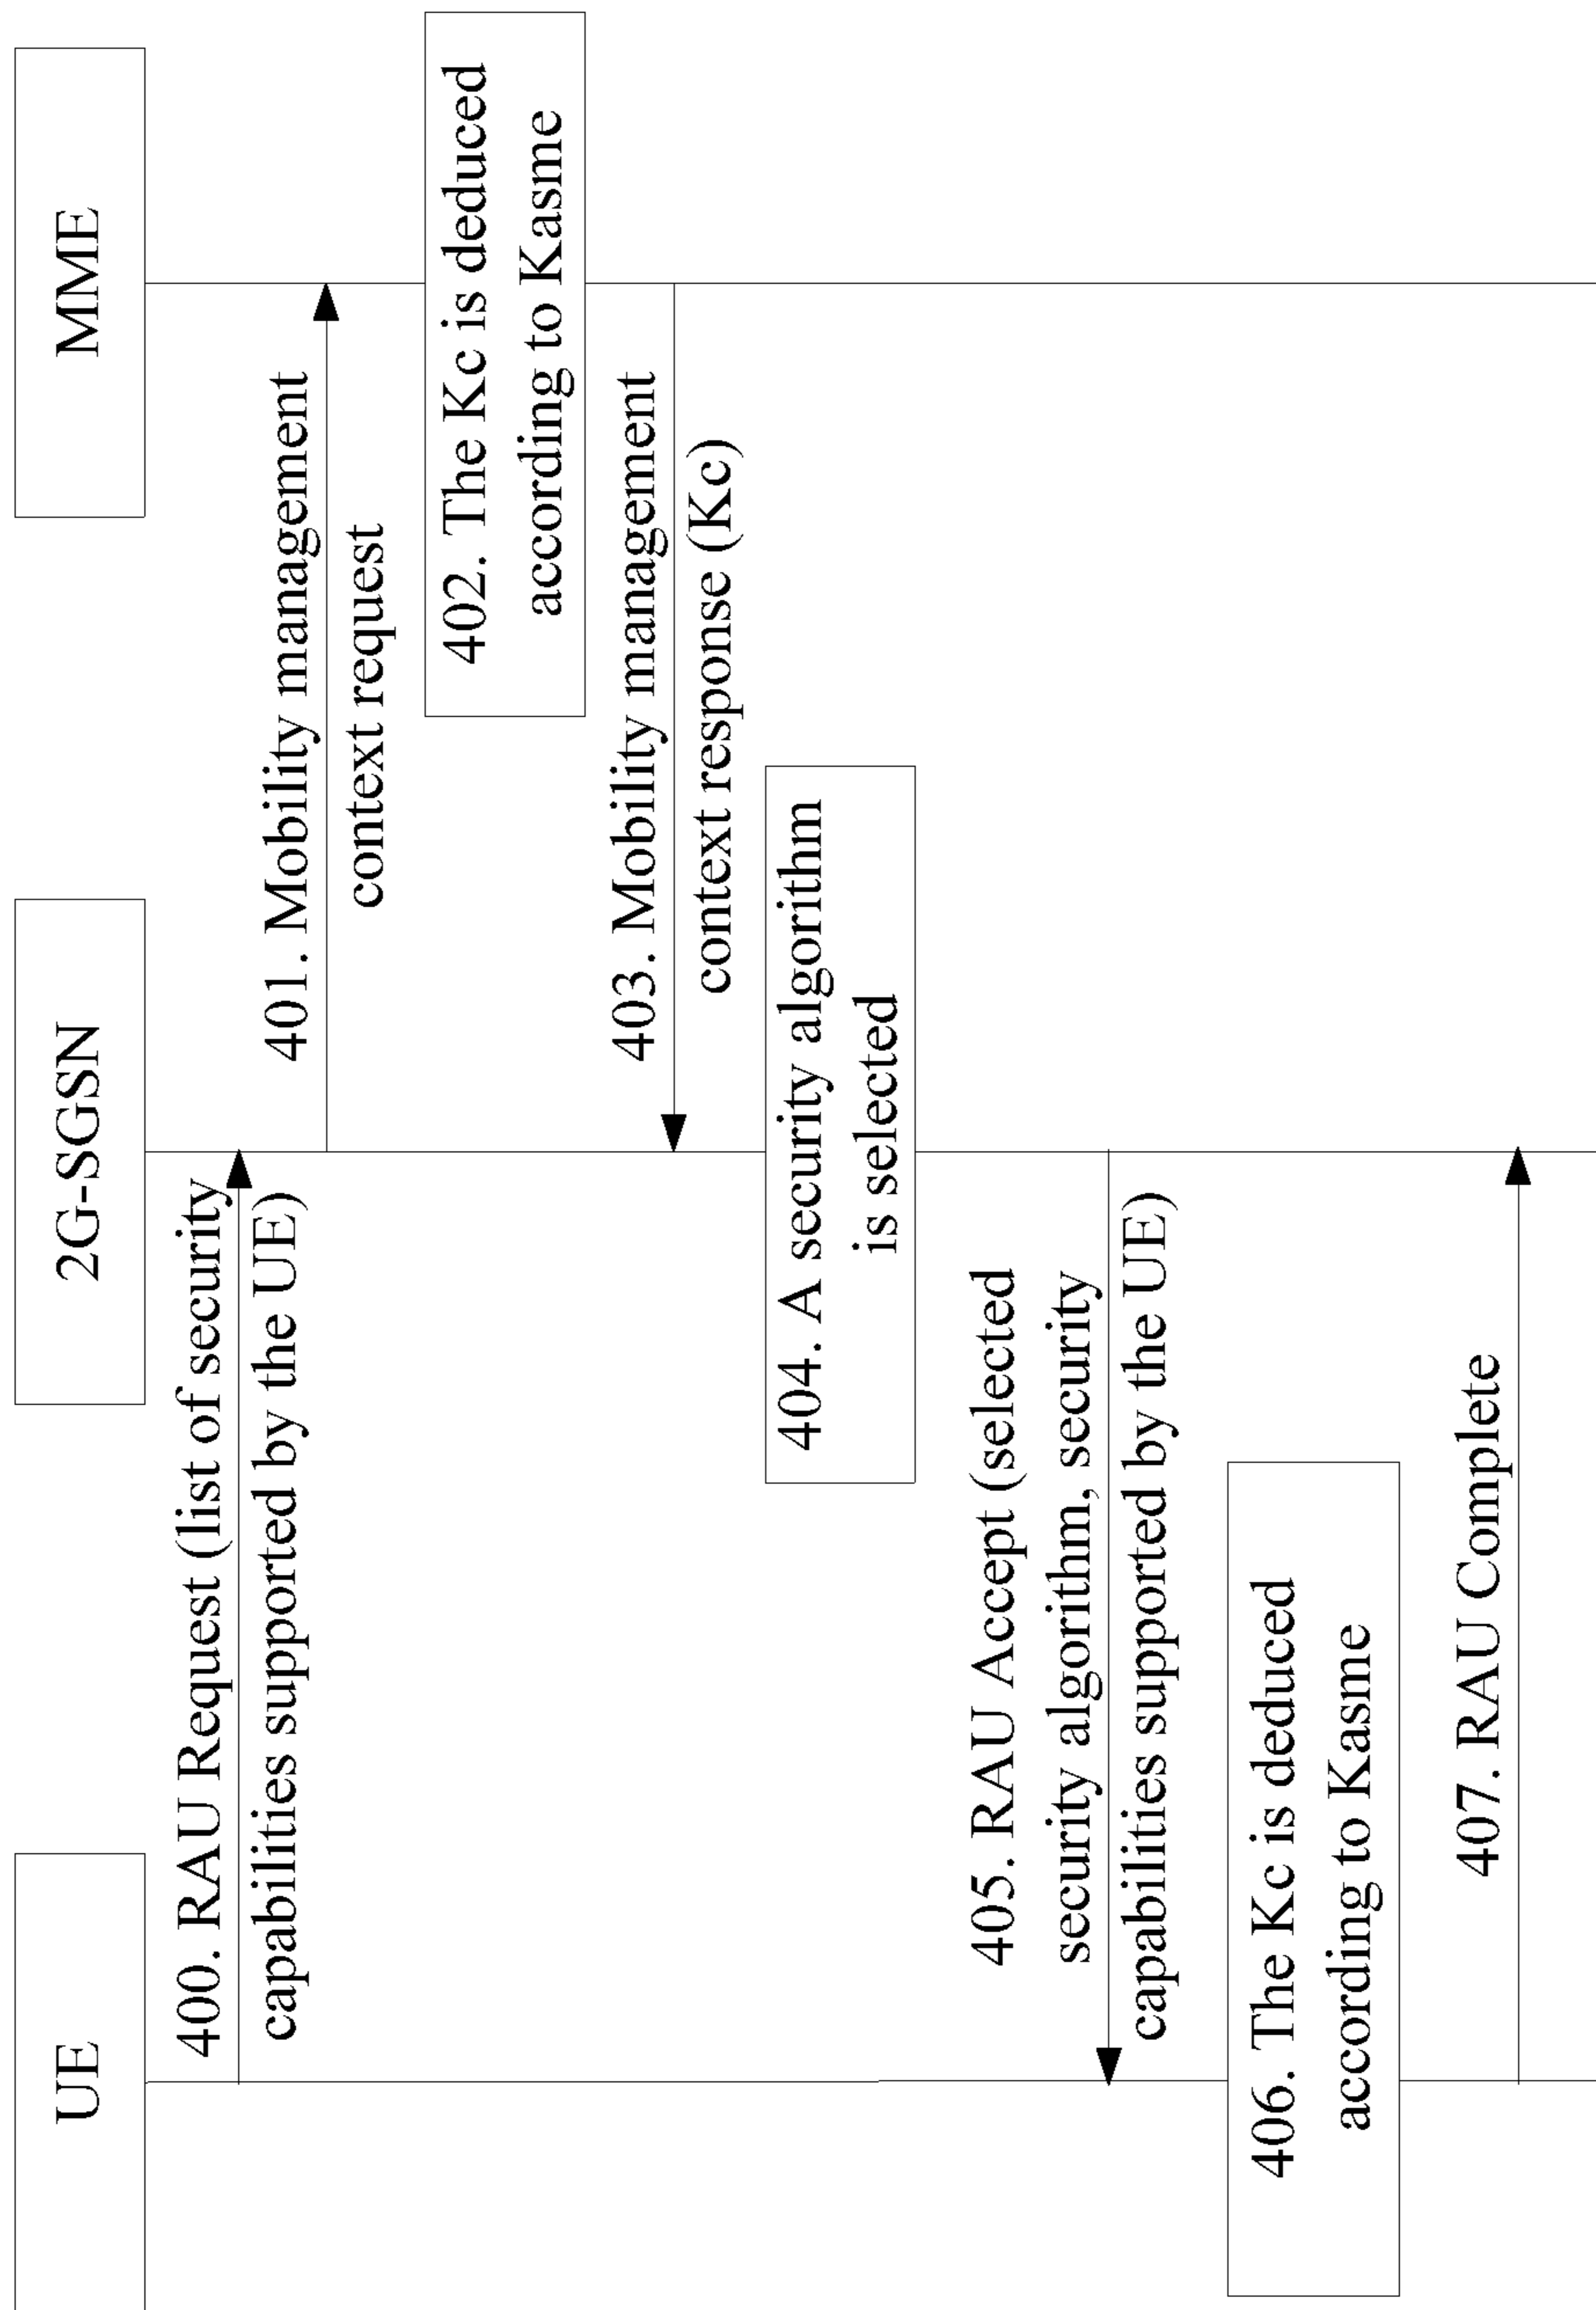 UE
2G-SGSN
MME
400. RAU Request (list of security
capabilities supported by the UE)
401. Mobility management
context request
402. The Kc is deduced
according to Kasme
403. Mobility management
context response (Kc)
404. A security algorithm
is selected
405. RAU Accept (selected
security algorithm, security
capabilities supported by the UE)
406. The Kc is deduced
according to Kasme
407. RAU Complete